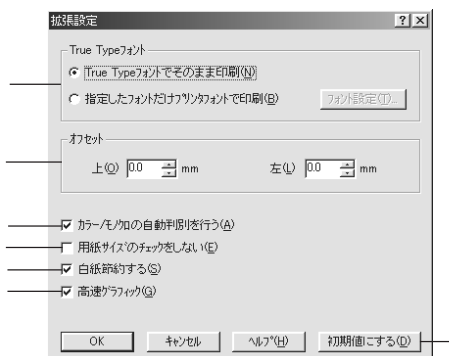 拡張設定
True Typeフォント
True Typeフォントでそのまま印刷(N)
指定したフォントだけプリンタフォントで印刷(B)
フォント設定(T)...
オフセット
上(O) 0.0 mm 左(L) 0.0 mm
カラー/モノクロの自動判別を行う(A)
用紙サイズのチェックをしない(E)
白紙節約する(S)
高速グラフィック(G)
OK キャンセル ヘルプ(H) 初期値にする(D)